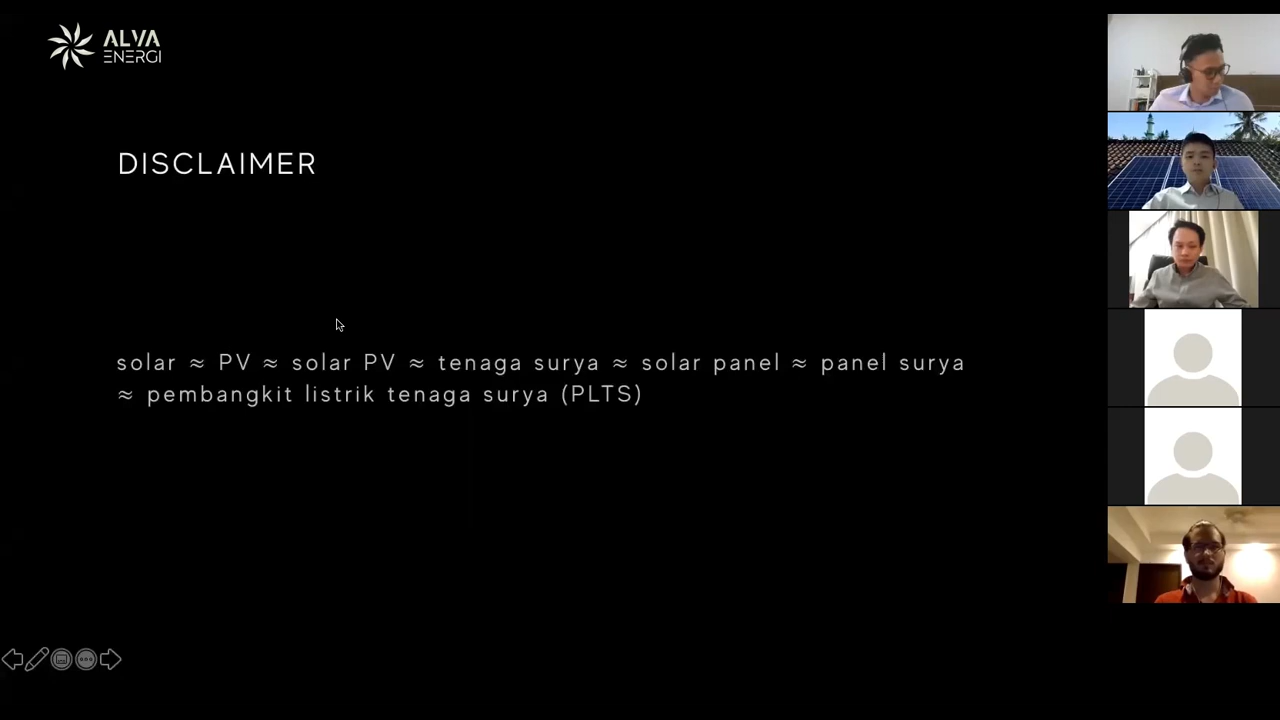 ALVA
ENERGI
DISCLAIMER
solar ≈ PV ≈ solar PV ≈ tenaga surya ≈ solar panel ≈ panel surya
≈ pembangkit listrik tenaga surya (PLTS)